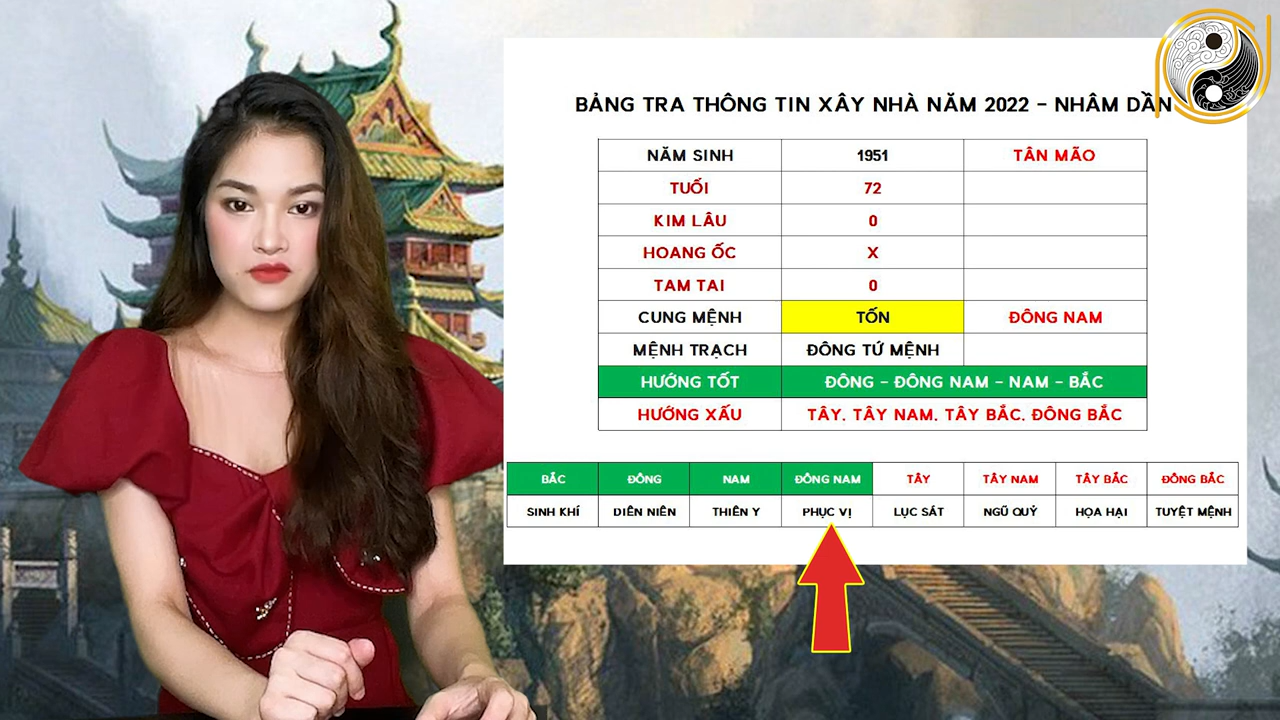 BẢNG TRA THÔNG TIN XÂY NHÀ NĂM 2022 - NHÂM DẦN
NĂM SINH 1951 TÂN MÃO
TUỔI 72
KIM LÂU 0
HOANG ỐC X
TAM TAI 0
CUNG MỆNH TỐN ĐÔNG NAM
MỆNH TRẠCH ĐÔNG TỨ MỆNH
HƯỚNG TỐT ĐÔNG - ĐÔNG NAM - NAM - BẮC
HƯỚNG XẤU TÂY. TÂY NAM. TÂY BẮC. ĐÔNG BẮC
BẮC ĐÔNG NAM ĐÔNG NAM TÂY TÂY NAM TÂY BẮC ĐÔNG BẮC
SINH KHÍ DIÊN NIÊN THIÊN Y PHỤC VỊ LỤC SÁT NGŨ QUỶ HỌA HẠI TUYỆT MỆNH